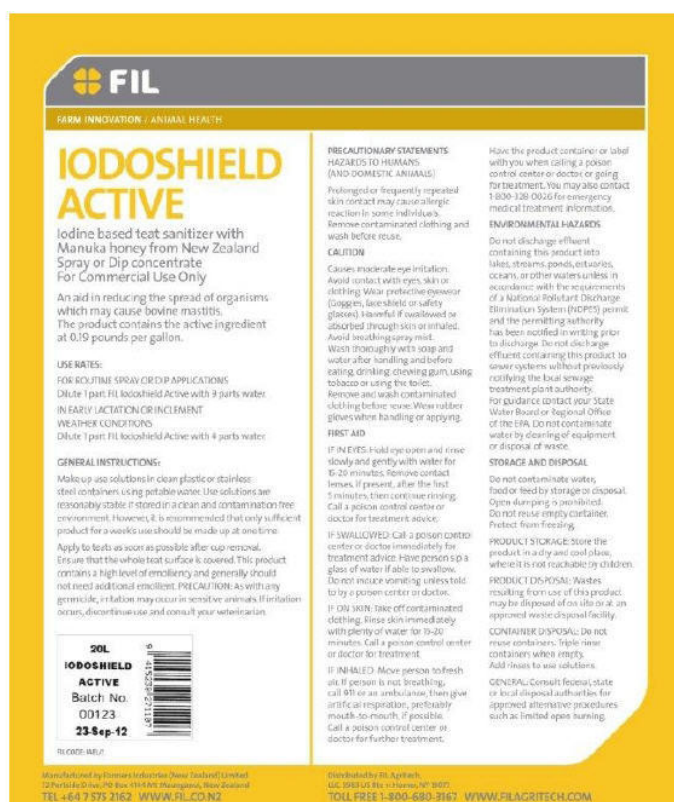 FIL
FARM INNOVATION / ANIMAL HEALTH
IODOSHIELD
ACTIVE
Iodine based teat sanitizer with
Manuka honey from New Zealand
Spray or Dip concentrate
For Commercial Use Only
An aid in reducing the spread of organisms
which may cause bovine mastitis.
The product contains the active ingredient
at 0.19 pounds per gallon.
USE RATES:
FOR ROUTINE SPRAY OR DIP APPLICATIONS
Dilute 1 part FIL Iodoshield Active with 9 parts water
IN EARLY LACTATION OR INCLEMENT
WEATHER CONDITIONS
Dilute 1 part FIL Iodoshield Active with 4 parts water
GENERAL INSTRUCTIONS:
Make up use solutions in clean plastic or stainless
steel containers using potable water. Use solutions are
reasonably stable if stored in a clean and contamination free
environment. However, it is recommended that only sufficient
product for a week's use should be made up at one time.
Apply to teats as soon as possible after cup removal.
Ensure that the whole teat surface is covered. This product
contains a high level of emolliency and generally should
not need additional emollient. PRECAUTION: As with any
germicide, irritation may occur in sensitive animals. If irritation
occurs, discontinue use and consult your veterinarian.
20L
IODOSHIELD
ACTIVE
Batch No.
00123
23-Sep-12
FIL CODE:
PRECAUTIONARY STATEMENTS
HAZARDS TO HUMANS
(AND DOMESTIC ANIMALS)
Prolonged or frequently repeated
skin contact may cause allergic
reaction in some individuals.
Remove contaminated clothing and
wash before reuse.
CAUTION
Causes moderate eye irritation.
Avoid contact with eyes, skin or
clothing. Wear protective eyewear
(Goggles, face shield or safety
glasses). Harmful if swallowed or
absorbed through skin or inhaled.
Avoid breathing spray mist.
Wash thoroughly with soap and
water after handling and before
eating, drinking, chewing gum, using
tobacco or using the toilet.
Remove and wash contaminated
clothing before reuse. Wear rubber
gloves when handling or applying.
FIRST AID
IF IN EYES: Hold eye open and rinse
slowly and gently with water for
15-20 minutes. Remove contact
lenses, if present, after the first
5 minutes, then continue rinsing.
Call a poison control center or
doctor for treatment advice.
IF SWALLOWED: Call a poison control
center or doctor immediately for
treatment advice. Have person sip a
glass of water if able to swallow.
Do not induce vomiting unless told
to by a poison center or doctor.
IF ON SKIN: Take off contaminated
clothing. Rinse skin immediately
with plenty of water for 15-20
minutes. Call a poison control center
or doctor for treatment.
IF INHALED: Move person to fresh
air. If person is not breathing,
call 911 or an ambulance, then give
artificial respiration, preferably
mouth-to-mouth, if possible.
Call a poison control center or
doctor for further treatment.
Have the product container or label
with you when calling a poison
control center or doctor or going
for treatment. You may also contact
1-800-328-0026 for emergency
medical treatment information.
ENVIRONMENTAL HAZARDS
Do not discharge effluent
containing this product into
lakes, streams, ponds, estuaries,
oceans, or other waters unless in
accordance with the requirements
of a National Pollutant Discharge
Elimination System (NDPES) permit
and the permitting authority
has been notified in writing prior
to discharge. Do not discharge
effluent containing this product to
sewer systems without previously
notifying the local sewage
treatment plant authority.
For guidance contact your State
Water Board or Regional Office
of the EPA. Do not contaminate
water by cleaning of equipment
or disposal of waste.
STORAGE AND DISPOSAL
Do not contaminate water,
food or feed by storage or disposal.
Open dumping is prohibited.
Do not reuse empty container.
Protect from freezing.
PRODUCT STORAGE: Store the
product in a dry and cool place,
where it is not reachable by children.
PRODUCT DISPOSAL: Wastes
resulting from use of this product
may be disposed of on site or at an
approved waste disposal facility.
CONTAINER DISPOSAL: Do not
reuse containers. Triple rinse
containers when empty.
Add rinses to use solutions.
GENERAL: Consult federal, state
or local disposal authorities for
approved alternative procedures
such as limited open burning.
Manufactured by Farmers Industries (New Zealand) Limited
72 Portside Drive, PO Box 4144 Mt Maunganui, New Zealand
TEL +64 7 575 2162 WWW.FIL.CO.NZ
Distributed by FIL Agritech
TOLL FREE 1-800-680-3167 WWW.FILAGRITECH.COM